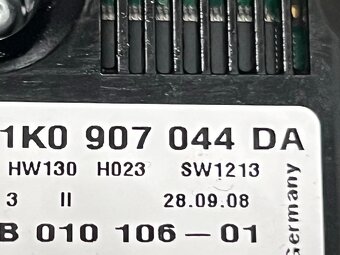 1K0 907 044 DA
HW130 H023 SW1213
3 II 28.09.08
B 010 106-01
Germany